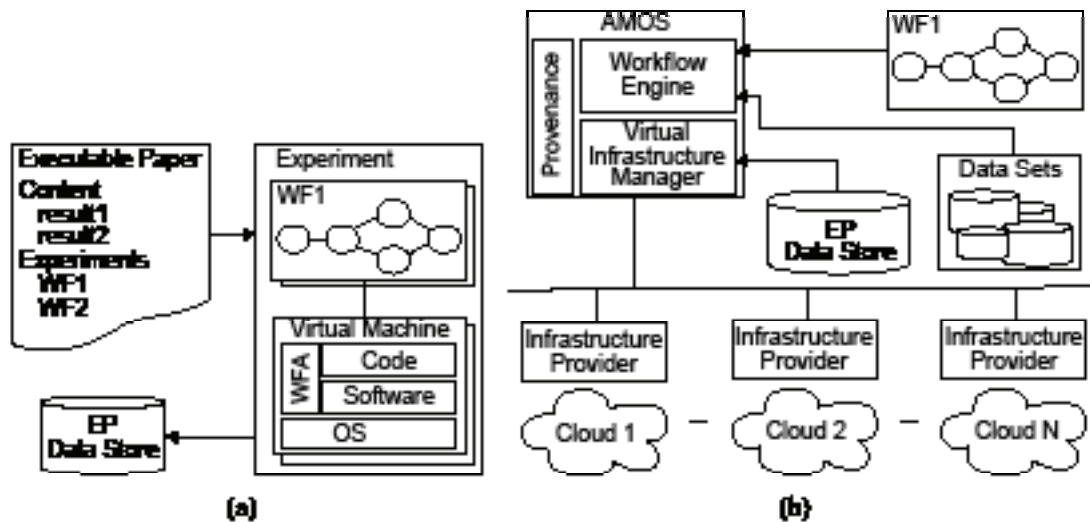 Executable Paper
Content
result1
result2
Experiments
WF1
WF2
EP
Data Store
Experiment
WF1
Virtual Machine
WFA
Code
Software
OS
(a)
AMOS
Provenance
Workflow
Engine
Virtual
Infrastructure
Manager
WF1
Data Sets
EP
Data Store
Infrastructure
Provider
Infrastructure
Provider
Infrastructure
Provider
Cloud 1
Cloud 2
Cloud N
(b)